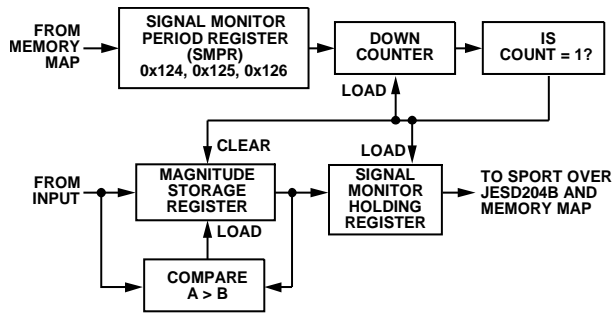 FROM
MEMORY
MAP
SIGNAL MONITOR
PERIOD REGISTER
(SMPR)
0x124, 0x125, 0x126
DOWN
COUNTER
IS
COUNT = 1?
LOAD
CLEAR
LOAD
FROM
INPUT
MAGNITUDE
STORAGE
REGISTER
SIGNAL
MONITOR
HOLDING
REGISTER
TO SPORT OVER
JESD204B AND
MEMORY MAP
LOAD
COMPARE
A > B